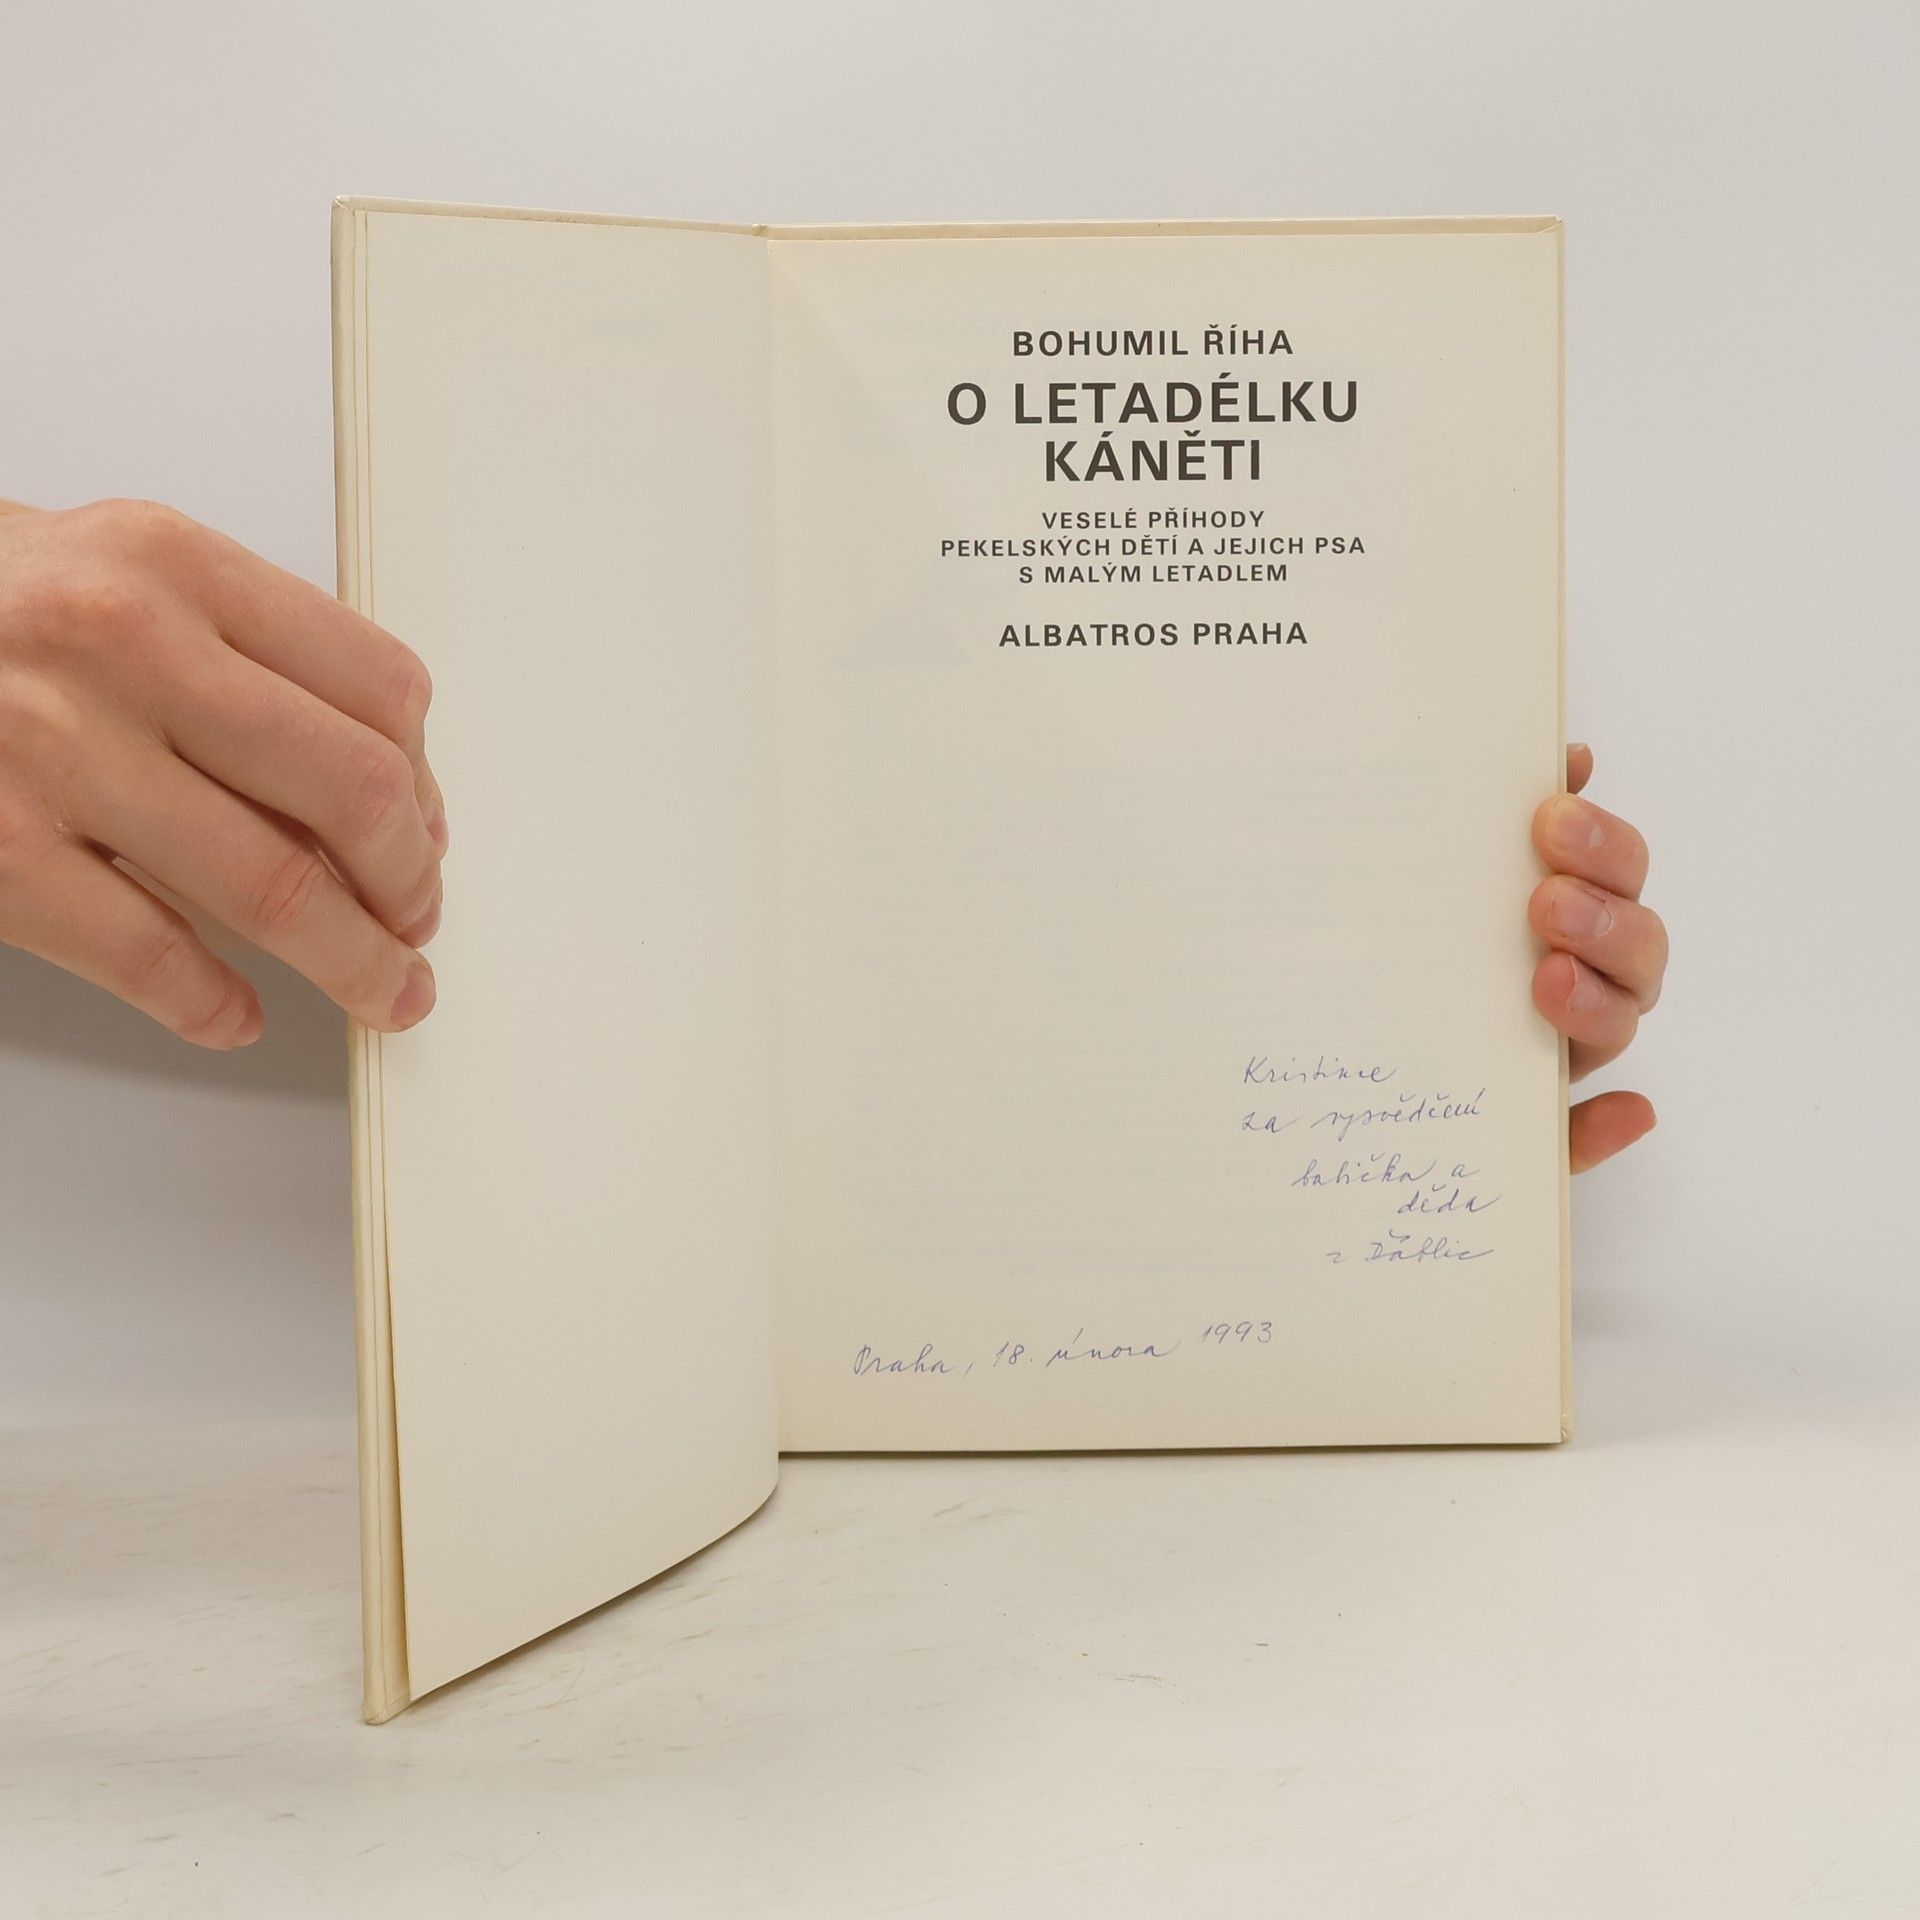 BOHUMIL ŘÍHA
O LETADÉLKU
KÁNĚTI
VESELÉ PŘÍHODY
PEKELSKÝCH DĚTÍ A JEJICH PSA
S MALÝM LETADLEM
ALBATROS PRAHA
Kristince
za vysvědčení
babička a
děda
z Ďáblic
Praha, 18. února 1993